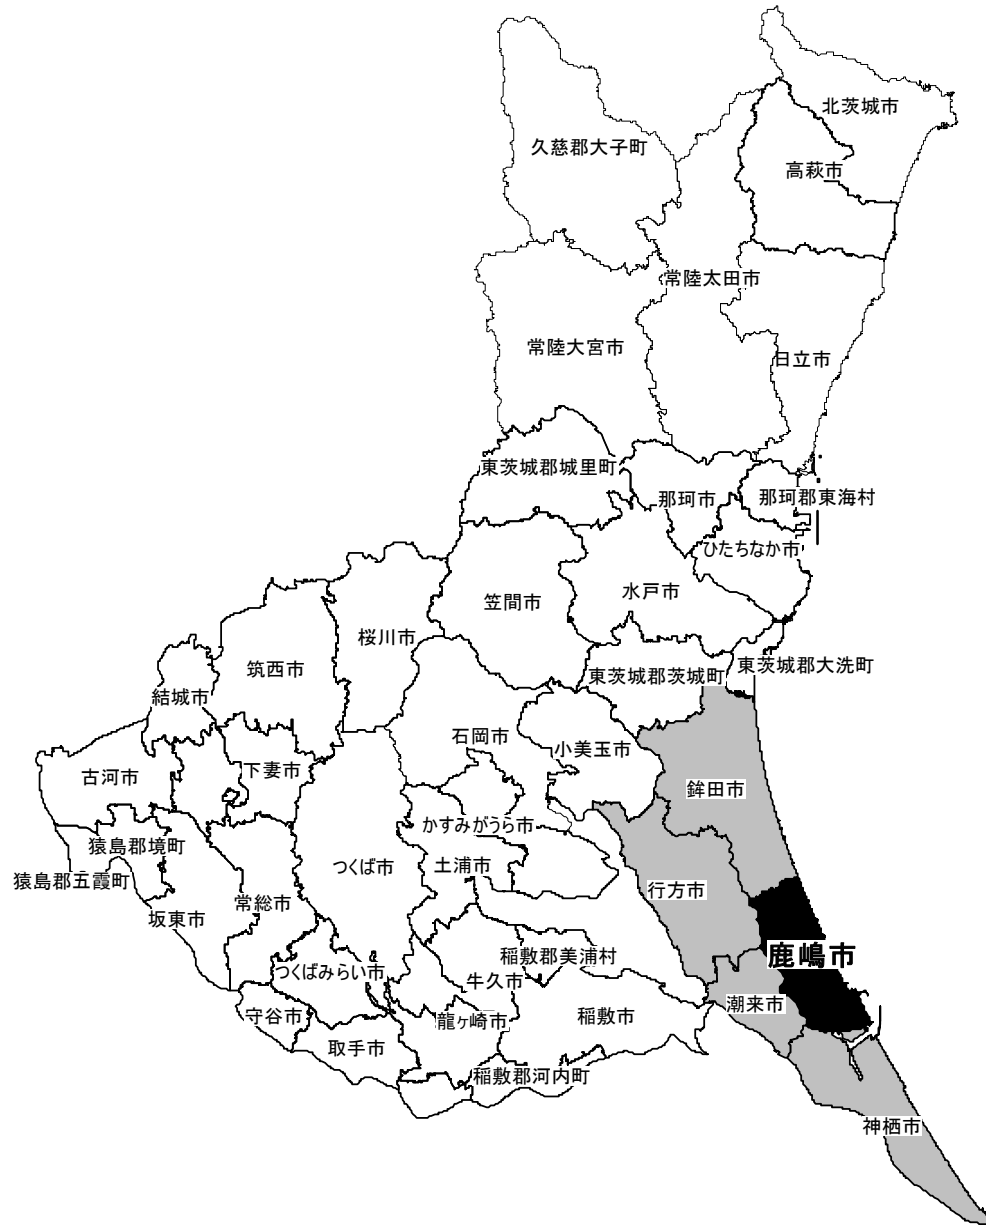 北茨城市
久慈郡大子町
高萩市
常陸太田市
常陸大宮市
日立市
東茨城郡城里町
那珂市
那珂郡東海村
ひたちなか市
水戸市
笠間市
桜川市
東茨城郡大洗町
東茨城郡茨城町
筑西市
結城市
石岡市
小美玉市
下妻市
古河市
鉾田市
かすみがうら市
猿島郡境町
つくば市
土浦市
猿島郡五霞町
行方市
常総市
坂東市
鹿嶋市
稲敷郡美浦村
つくばみらい市
牛久市
潮来市
守谷市
龍ヶ崎市
稲敷市
取手市
稲敷郡河内町
神栖市